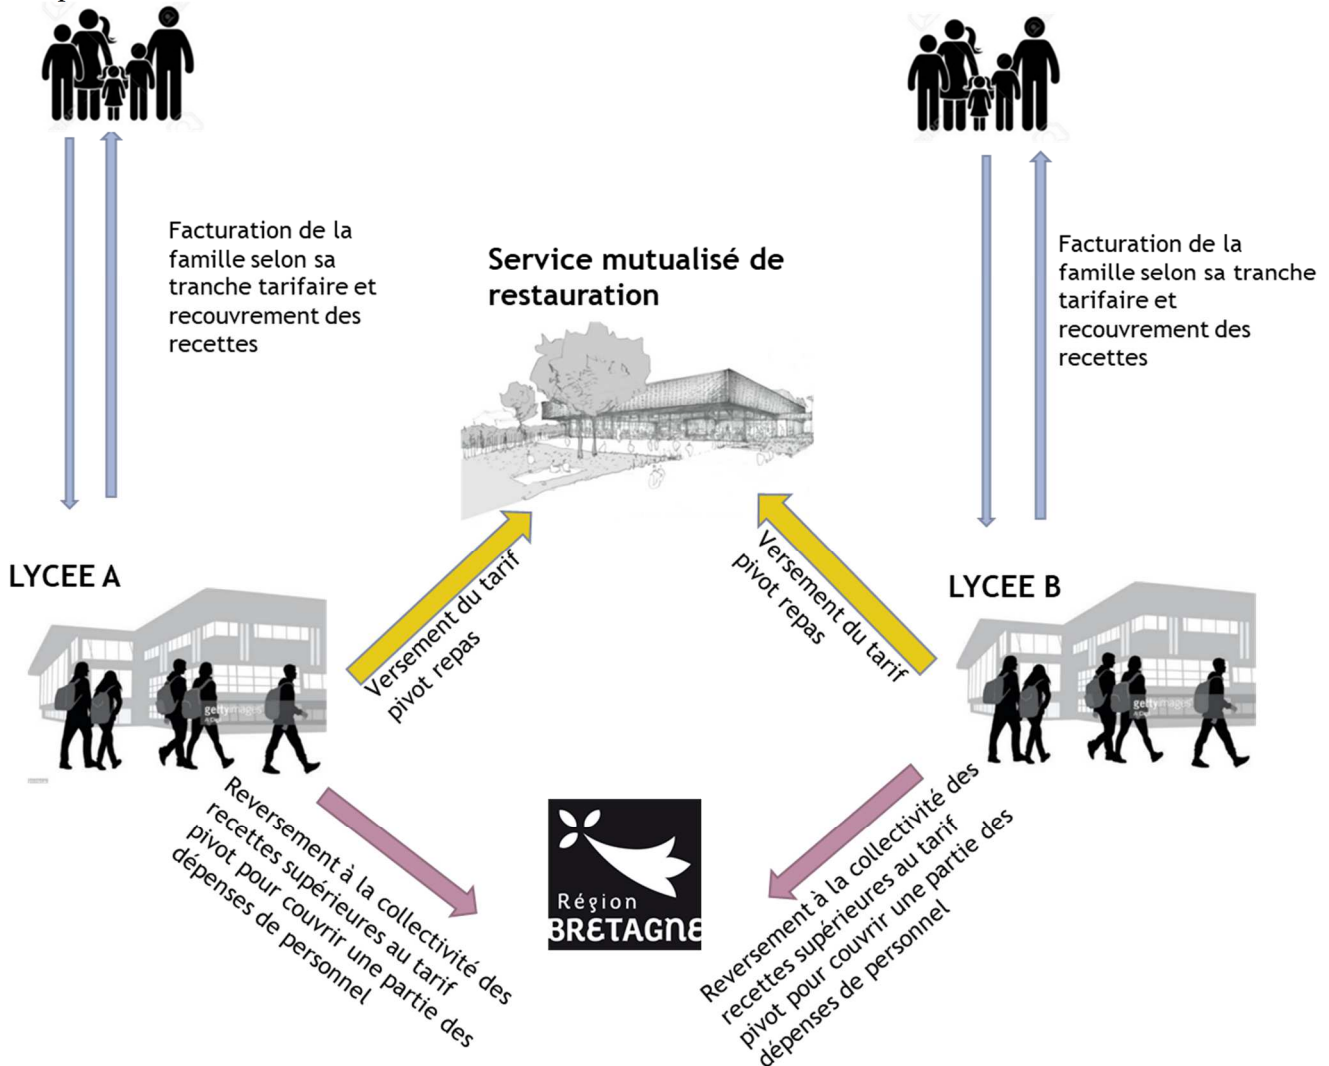 Facturation de la
famille selon sa
tranche tarifaire et
recouvrement des
recettes
Service mutualisé de
restauration
Facturation de la
famille selon sa tranche
tarifaire et
recouvrement des
recettes
LYCEE A
Versement du tarif
pivot repas
Versement du tarif
pivot repas
LYCEE B
gettyimages
gettyimages
Reversement à la collectivité des
recettes supérieures au tarif
pivot pour couvrir une partie des
dépenses de personnel
Région
BRETAGNE
Reversement à la collectivité des
recettes supérieures au tarif
pivot pour couvrir une partie des
dépenses de personnel